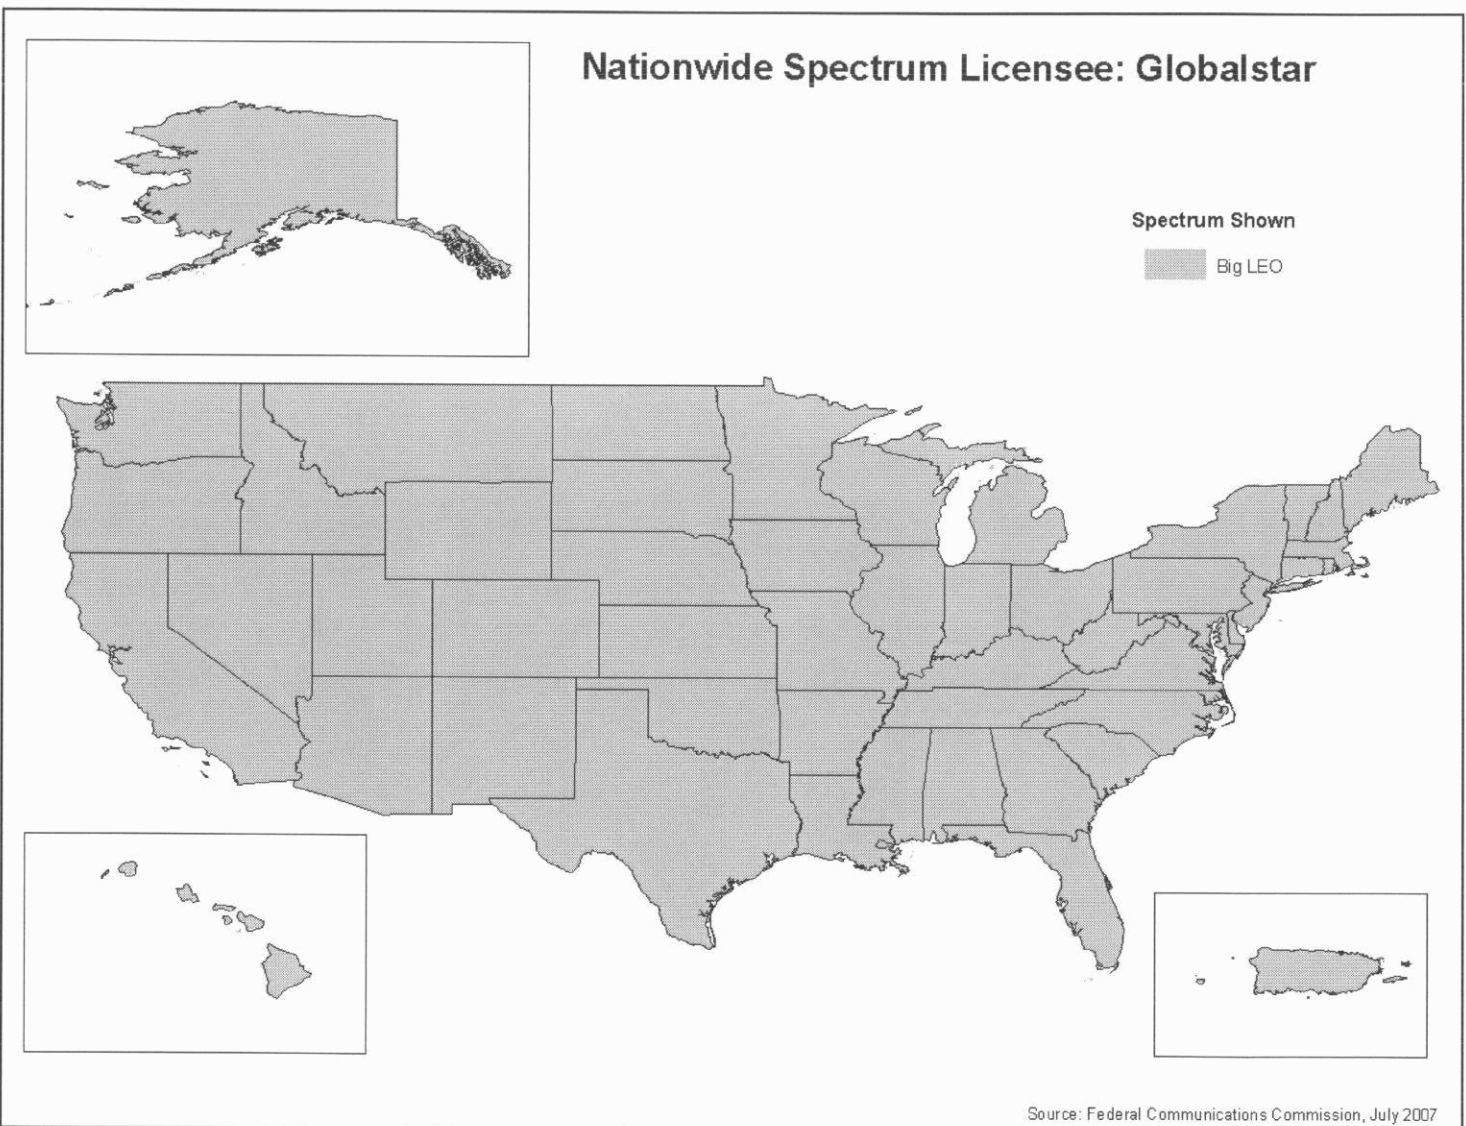 Nationwide Spectrum Licensee: Globalstar
Spectrum Shown
Big LEO
Source: Federal Communications Commission, July 2007